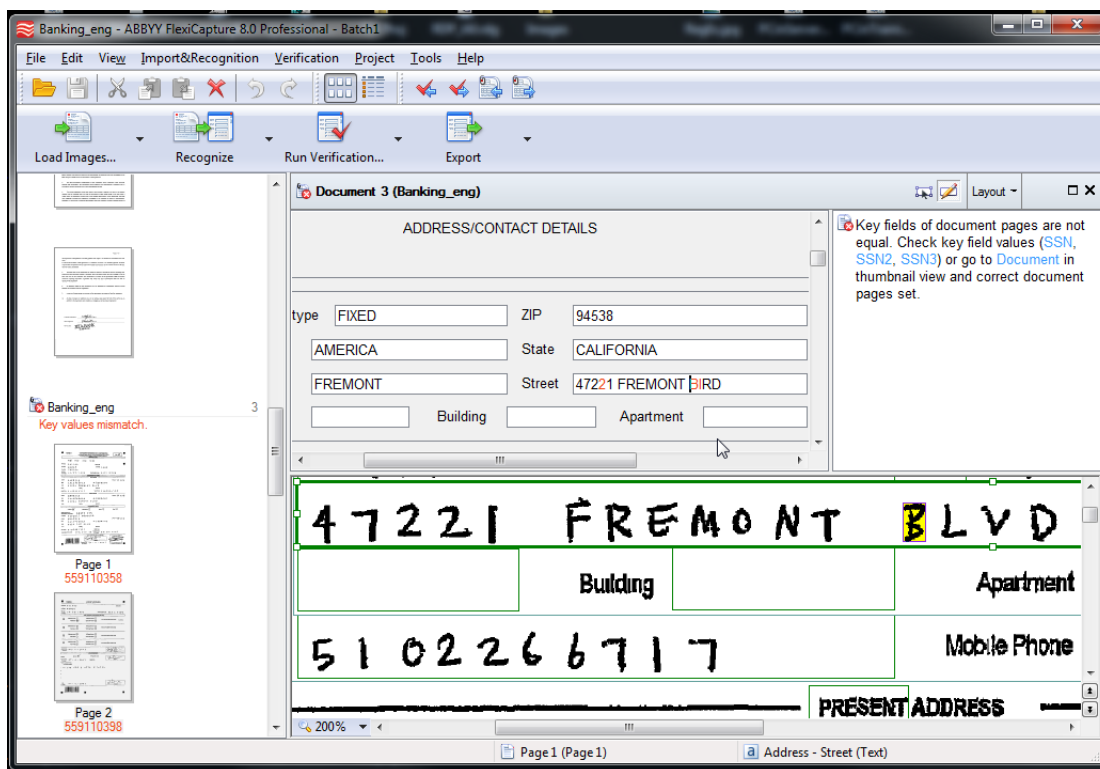 Banking_eng - ABBYY FlexiCapture 8.0 Professional - Batch1
File Edit View Import&Recognition Verification Project Tools Help
Load Images... Recognize Run Verification... Export
Document 3 (Banking_eng) Layout
ADDRESS/CONTACT DETAILS
type FIXED ZIP 94538
AMERICA State CALIFORNIA
FREMONT Street 47221 FREMONT BIRD
Building Apartment
Key fields of document pages are not
equal. Check key field values (SSN,
SSN2, SSN3) or go to Document in
thumbnail view and correct document
pages set.
Banking_eng 3
Key values mismatch.
Page 1
559110358
Page 2
559110398
47221 FREMONT BLVD
Building Apartment
5102266717 Mobile Phone
PRESENT ADDRESS
200%
Page 1 (Page 1) a Address - Street (Text)